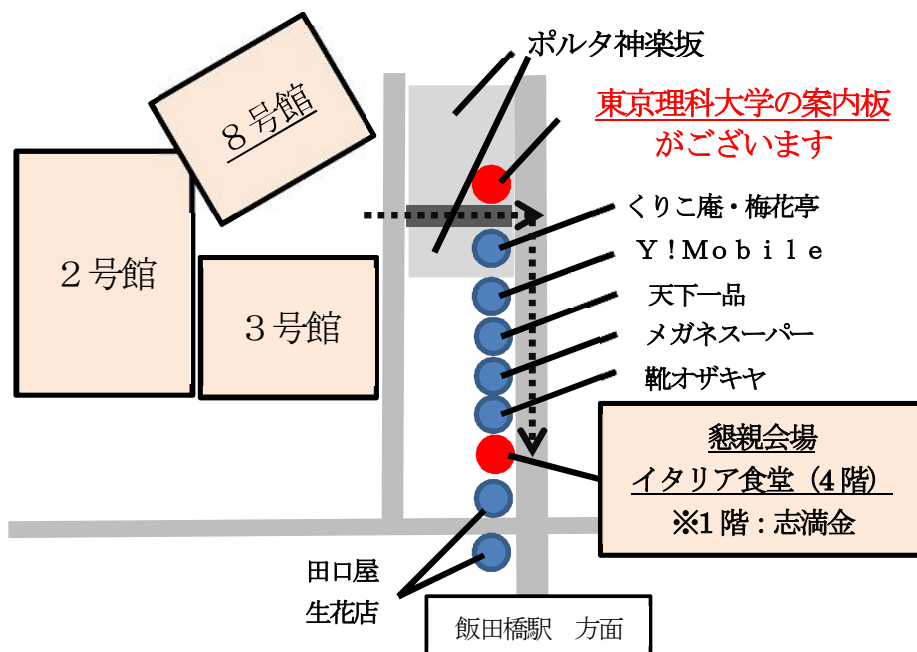 ポルタ神楽坂
8号館
東京理科大学の案内板
がございます
くりこ庵・梅花亭
Ｙ！Ｍｏｂｉｌｅ
２号館
天下一品
３号館
メガネスーパー
靴オザキヤ
懇親会場
イタリア食堂（4階）
※1階：志満金
田口屋
生花店
飯田橋駅　方面